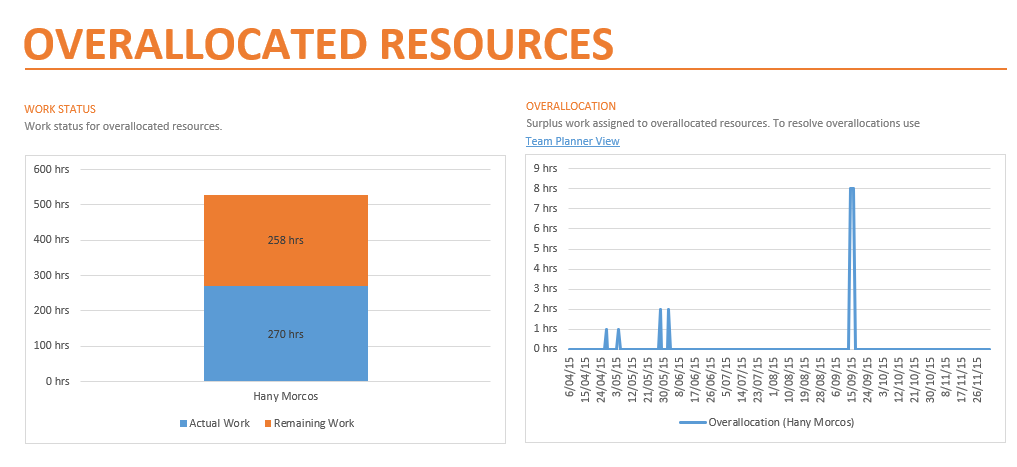 OVERALLOCATED RESOURCES
WORK STATUS
Work status for overallocated resources.
600 hrs
500 hrs
400 hrs
300 hrs
200 hrs
100 hrs
0 hrs
258 hrs
270 hrs
Hany Morcos
Actual Work
Remaining Work
OVERALLOCATION
Surplus work assigned to overallocated resources. To resolve overallocations use
Team Planner View
9 hrs
8 hrs
7 hrs
6 hrs
5 hrs
4 hrs
3 hrs
2 hrs
1 hrs
0 hrs
6/04/15
15/04/15
24/04/15
3/05/15
12/05/15
21/05/15
30/05/15
8/06/15
17/06/15
26/06/15
5/07/15
14/07/15
23/07/15
1/08/15
10/08/15
19/08/15
28/08/15
6/09/15
15/09/15
24/09/15
3/10/15
12/10/15
21/10/15
30/10/15
8/11/15
17/11/15
26/11/15
Overallocation (Hany Morcos)